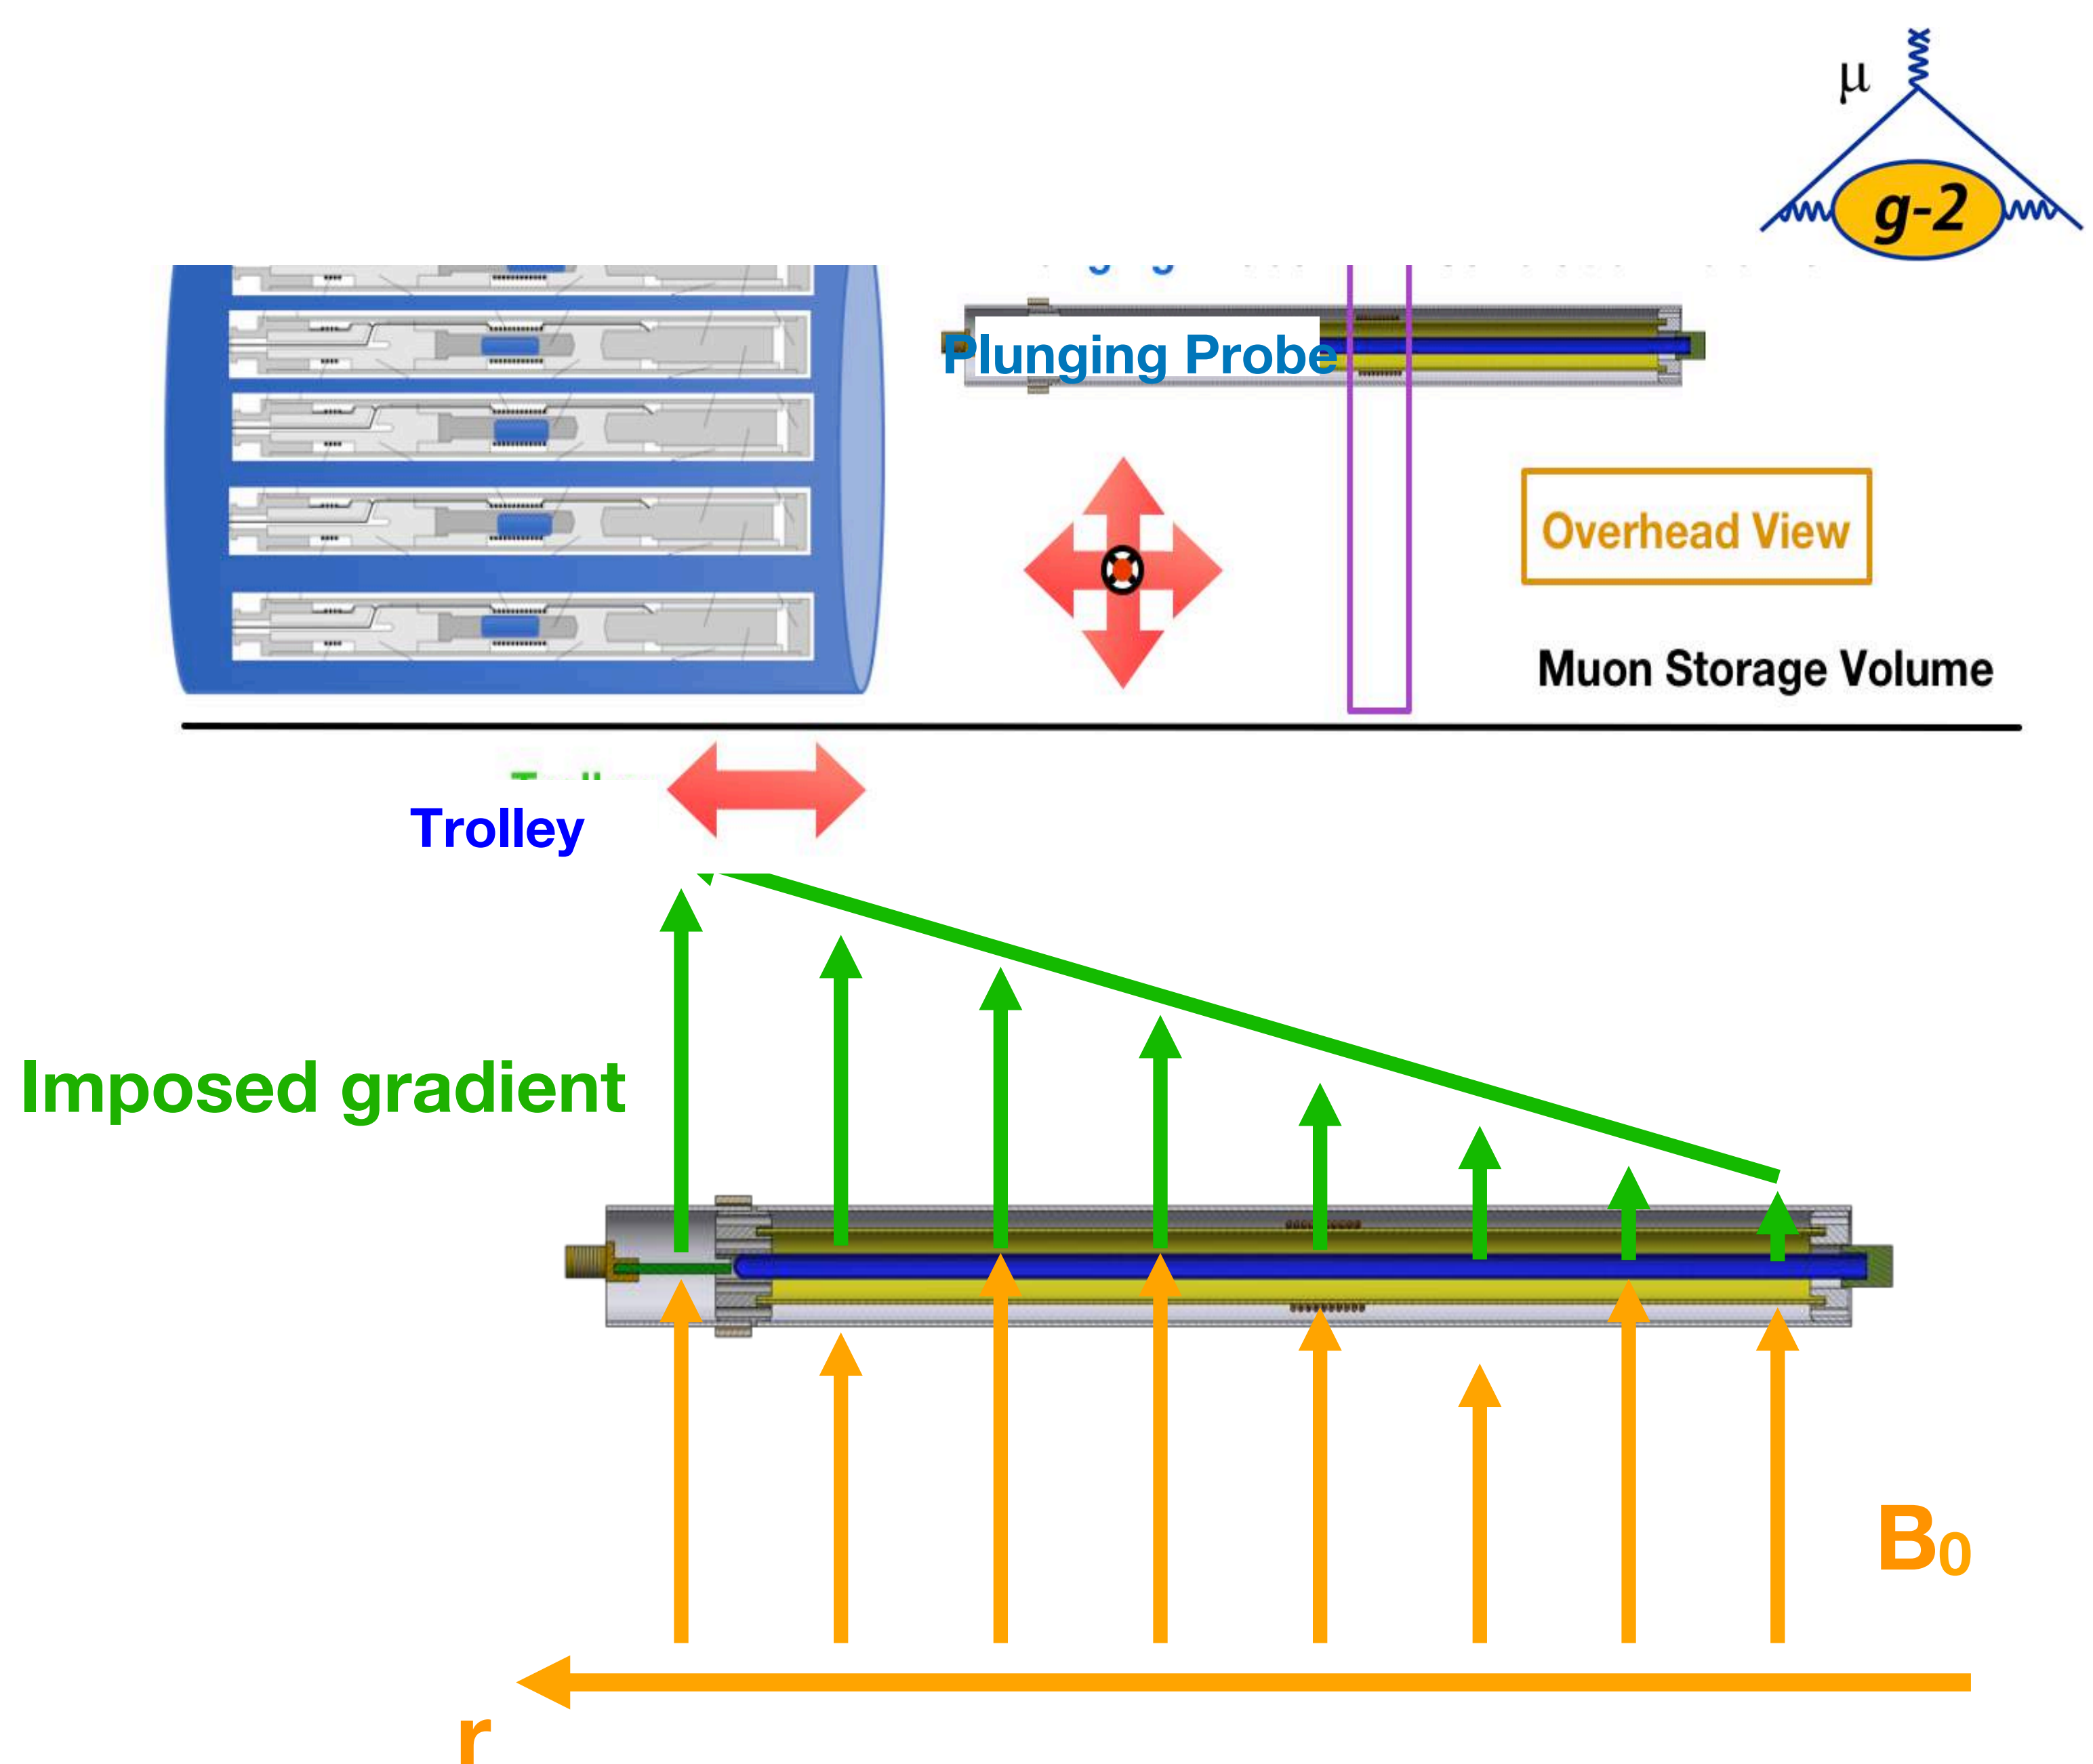 μ
g-2
Plunging Probe
Overhead View
Muon Storage Volume
Trolley
Imposed gradient
B₀
r